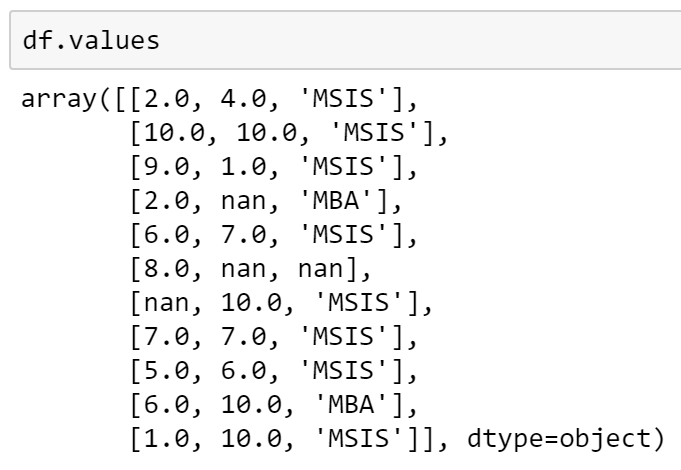 df.values
array([[2.0, 4.0, 'MSIS'],
[10.0, 10.0, 'MSIS'],
[9.0, 1.0, 'MSIS'],
[2.0, nan, 'MBA'],
[6.0, 7.0, 'MSIS'],
[8.0, nan, nan],
[nan, 10.0, 'MSIS'],
[7.0, 7.0, 'MSIS'],
[5.0, 6.0, 'MSIS'],
[6.0, 10.0, 'MBA'],
[1.0, 10.0, 'MSIS']], dtype=object)